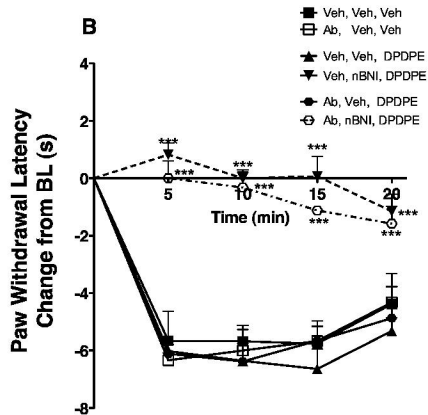 B
Veh, Veh, Veh
Ab, Veh, Veh
Veh, Veh, DPDPE
Veh, nBNI, DPDPE
Ab, Veh, DPDPE
Ab, nBNI, DPDPE
Paw Withdrawal Latency
Change from BL (s)
4
2
0
-2
-4
-6
-8
*** *** *** ***
*** *** *** ***
5 10 15 20
Time (min)